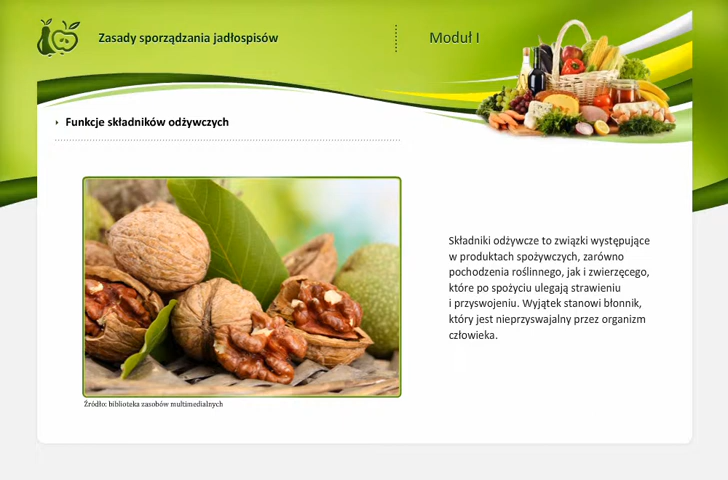 Zasady sporządzania jadłospisów
Moduł I
Funkcje składników odżywczych
Składniki odżywcze to związki występujące
w produktach spożywczych, zarówno
pochodzenia roślinnego, jak i zwierzęcego,
które po spożyciu ulegają strawieniu
i przyswojeniu. Wyjątek stanowi błonnik,
który jest nieprzyswajalny przez organizm
człowieka.
Źródło: biblioteka zasobów multimedialnych